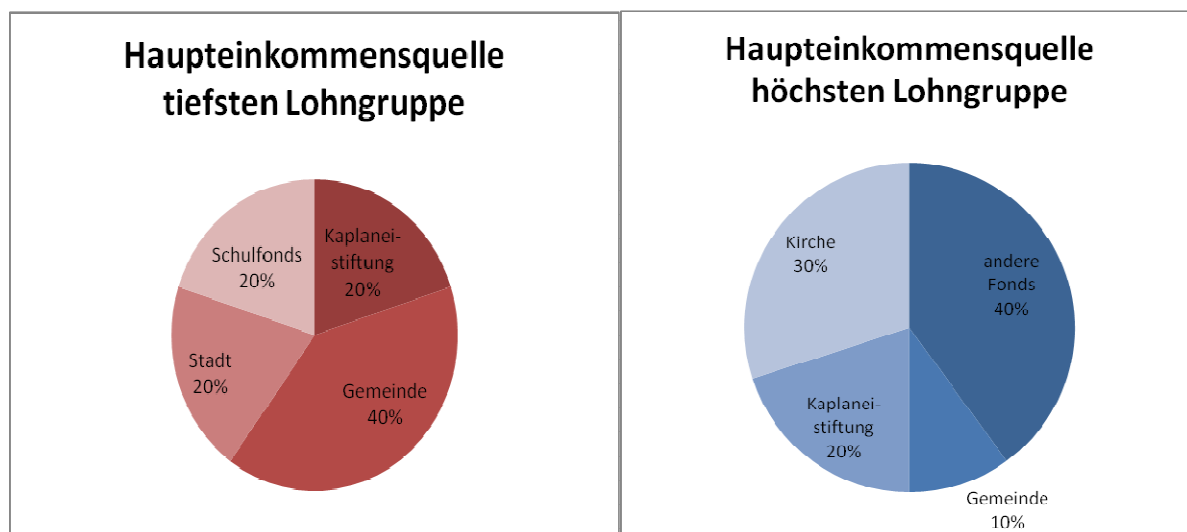 Haupteinkommensquelle
tiefsten Lohngruppe
Schulfonds
20%
Kaplanei-
stiftung
20%
Stadt
20%
Gemeinde
40%
Haupteinkommensquelle
höchsten Lohngruppe
Kirche
30%
andere
Fonds
40%
Kaplanei-
stiftung
20%
Gemeinde
10%